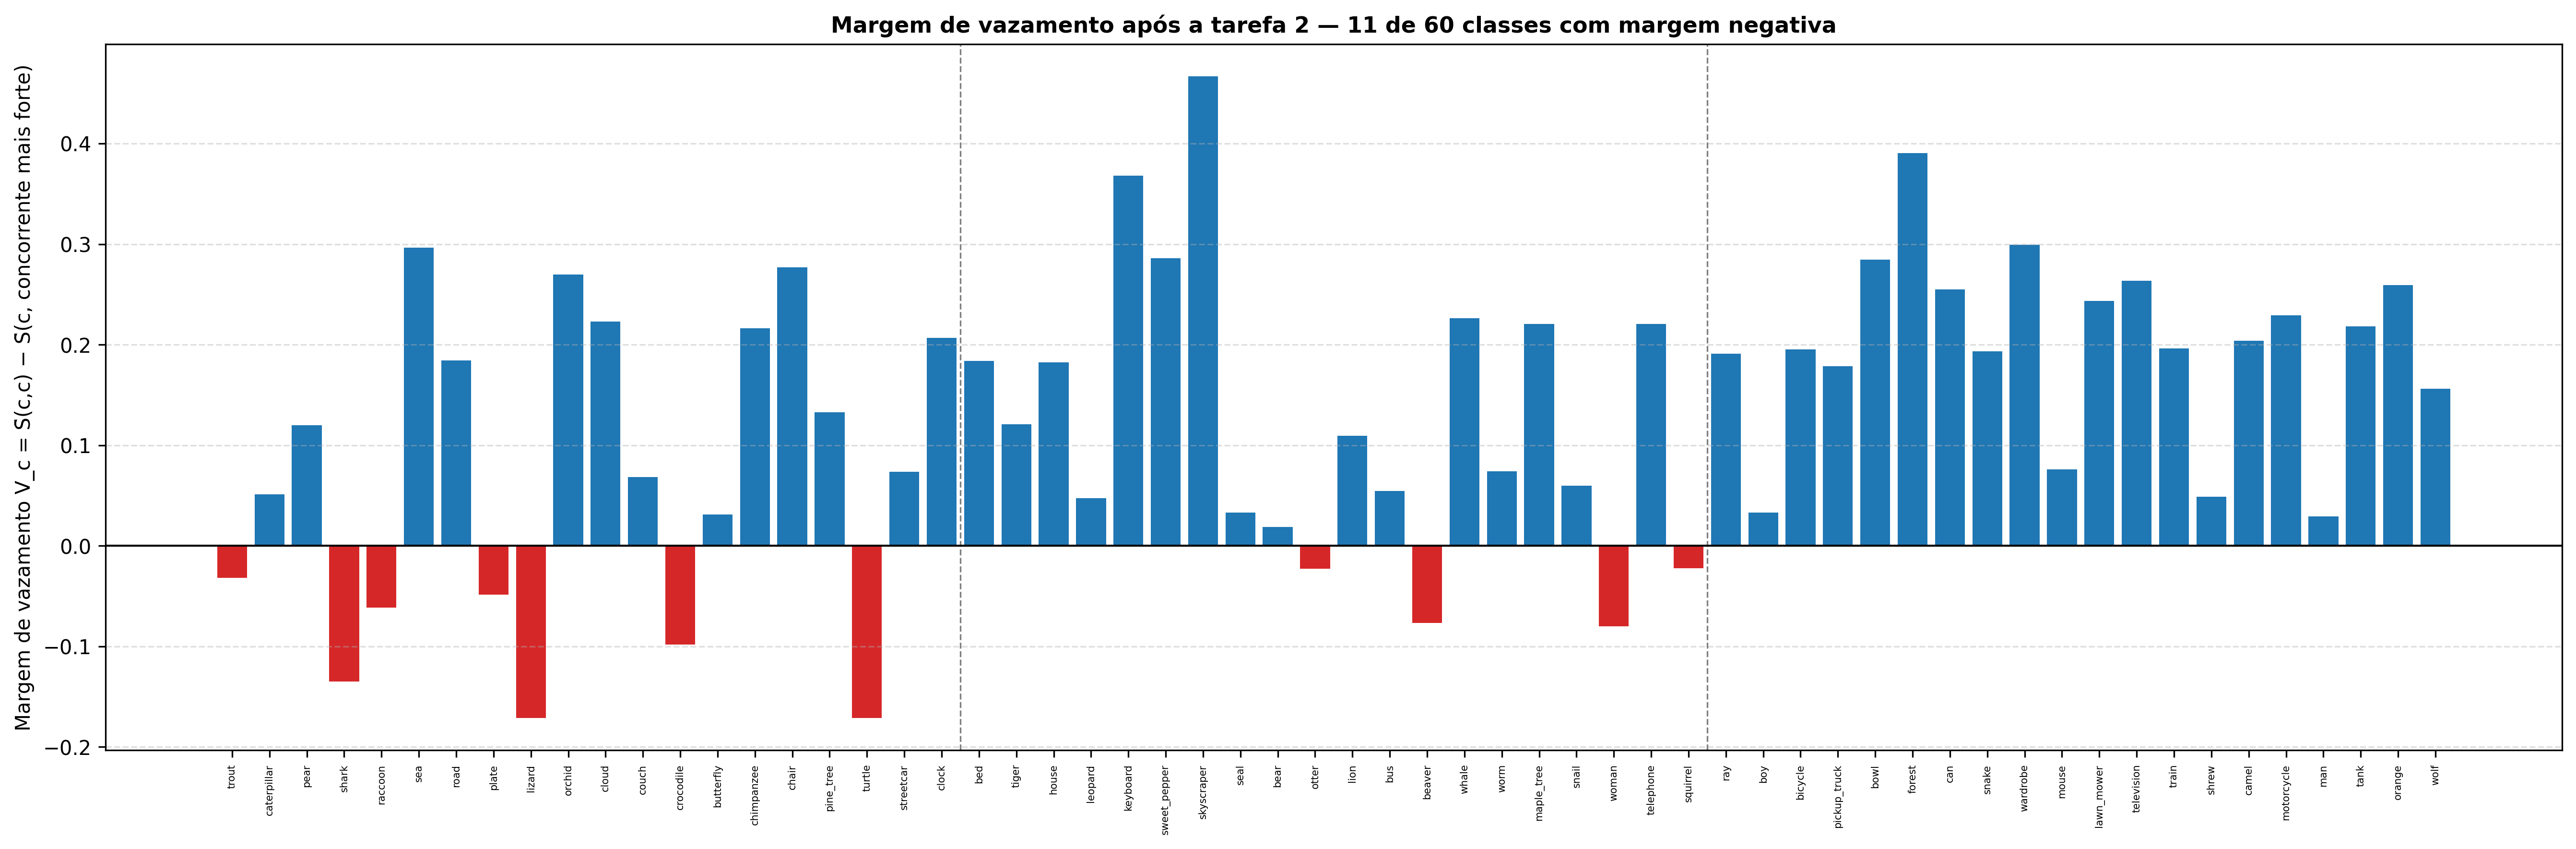 Margem de vazamento após a tarefa 2 — 11 de 60 classes com margem negativa
Margem de vazamento V_c = S(c,c) − S(c, concorrente mais forte)
0.4
0.3
0.2
0.1
0.0
−0.1
−0.2
trout
caterpillar
pear
shark
raccoon
sea
road
plate
lizard
orchid
cloud
couch
crocodile
butterfly
chimpanzee
chair
pine_tree
turtle
streetcar
clock
bed
tiger
house
leopard
keyboard
sweet_pepper
skyscraper
seal
bear
otter
lion
bus
beaver
whale
worm
maple_tree
snail
woman
telephone
squirrel
ray
boy
bicycle
pickup_truck
bowl
forest
can
snake
wardrobe
mouse
lawn_mower
television
train
shrew
camel
motorcycle
man
tank
orange
wolf